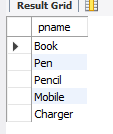 Result Grid
pname
Book
Pen
Pencil
Mobile
Charger